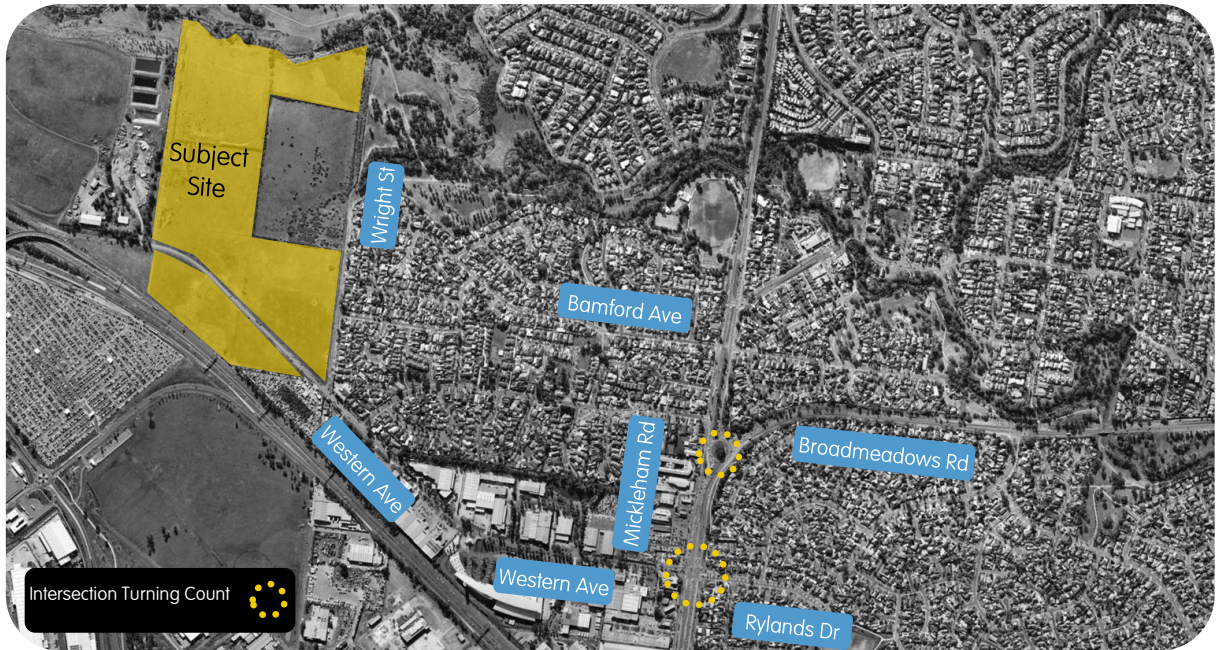 Subject
Site
Wright St
Bamford Ave
Broadmeadows Rd
Mickleham Rd
Western Ave
Western Ave
Rylands Dr
Intersection Turning Count